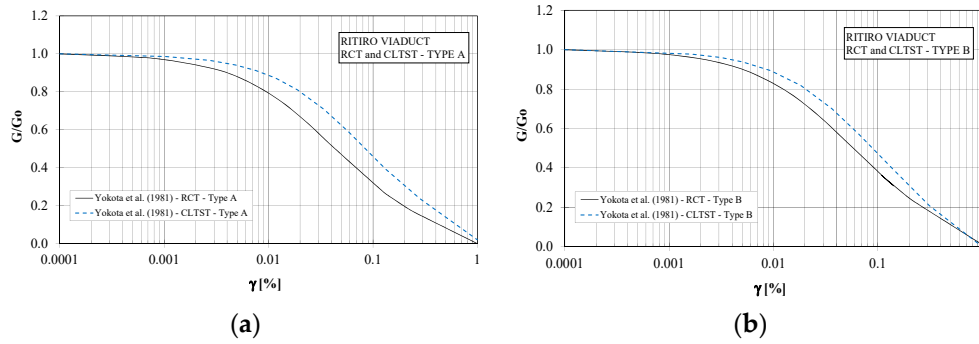 RITIRO VIADUCT
RCT and CLTST - TYPE A
G/Go
1.2
1.0
0.8
0.6
0.4
0.2
0.0
Yokota et al. (1981) - RCT - Type A
Yokota et al. (1981) - CLTST - Type A
0.0001
0.001
0.01
0.1
1
γ [%]
(a)
RITIRO VIADUCT
RCT and CLTST - TYPE B
G/Go
1.2
1.0
0.8
0.6
0.4
0.2
0.0
Yokota et al. (1981) - RCT - Type B
Yokota et al. (1981) - CLTST - Type B
0.0001
0.001
0.01
0.1
γ [%]
(b)